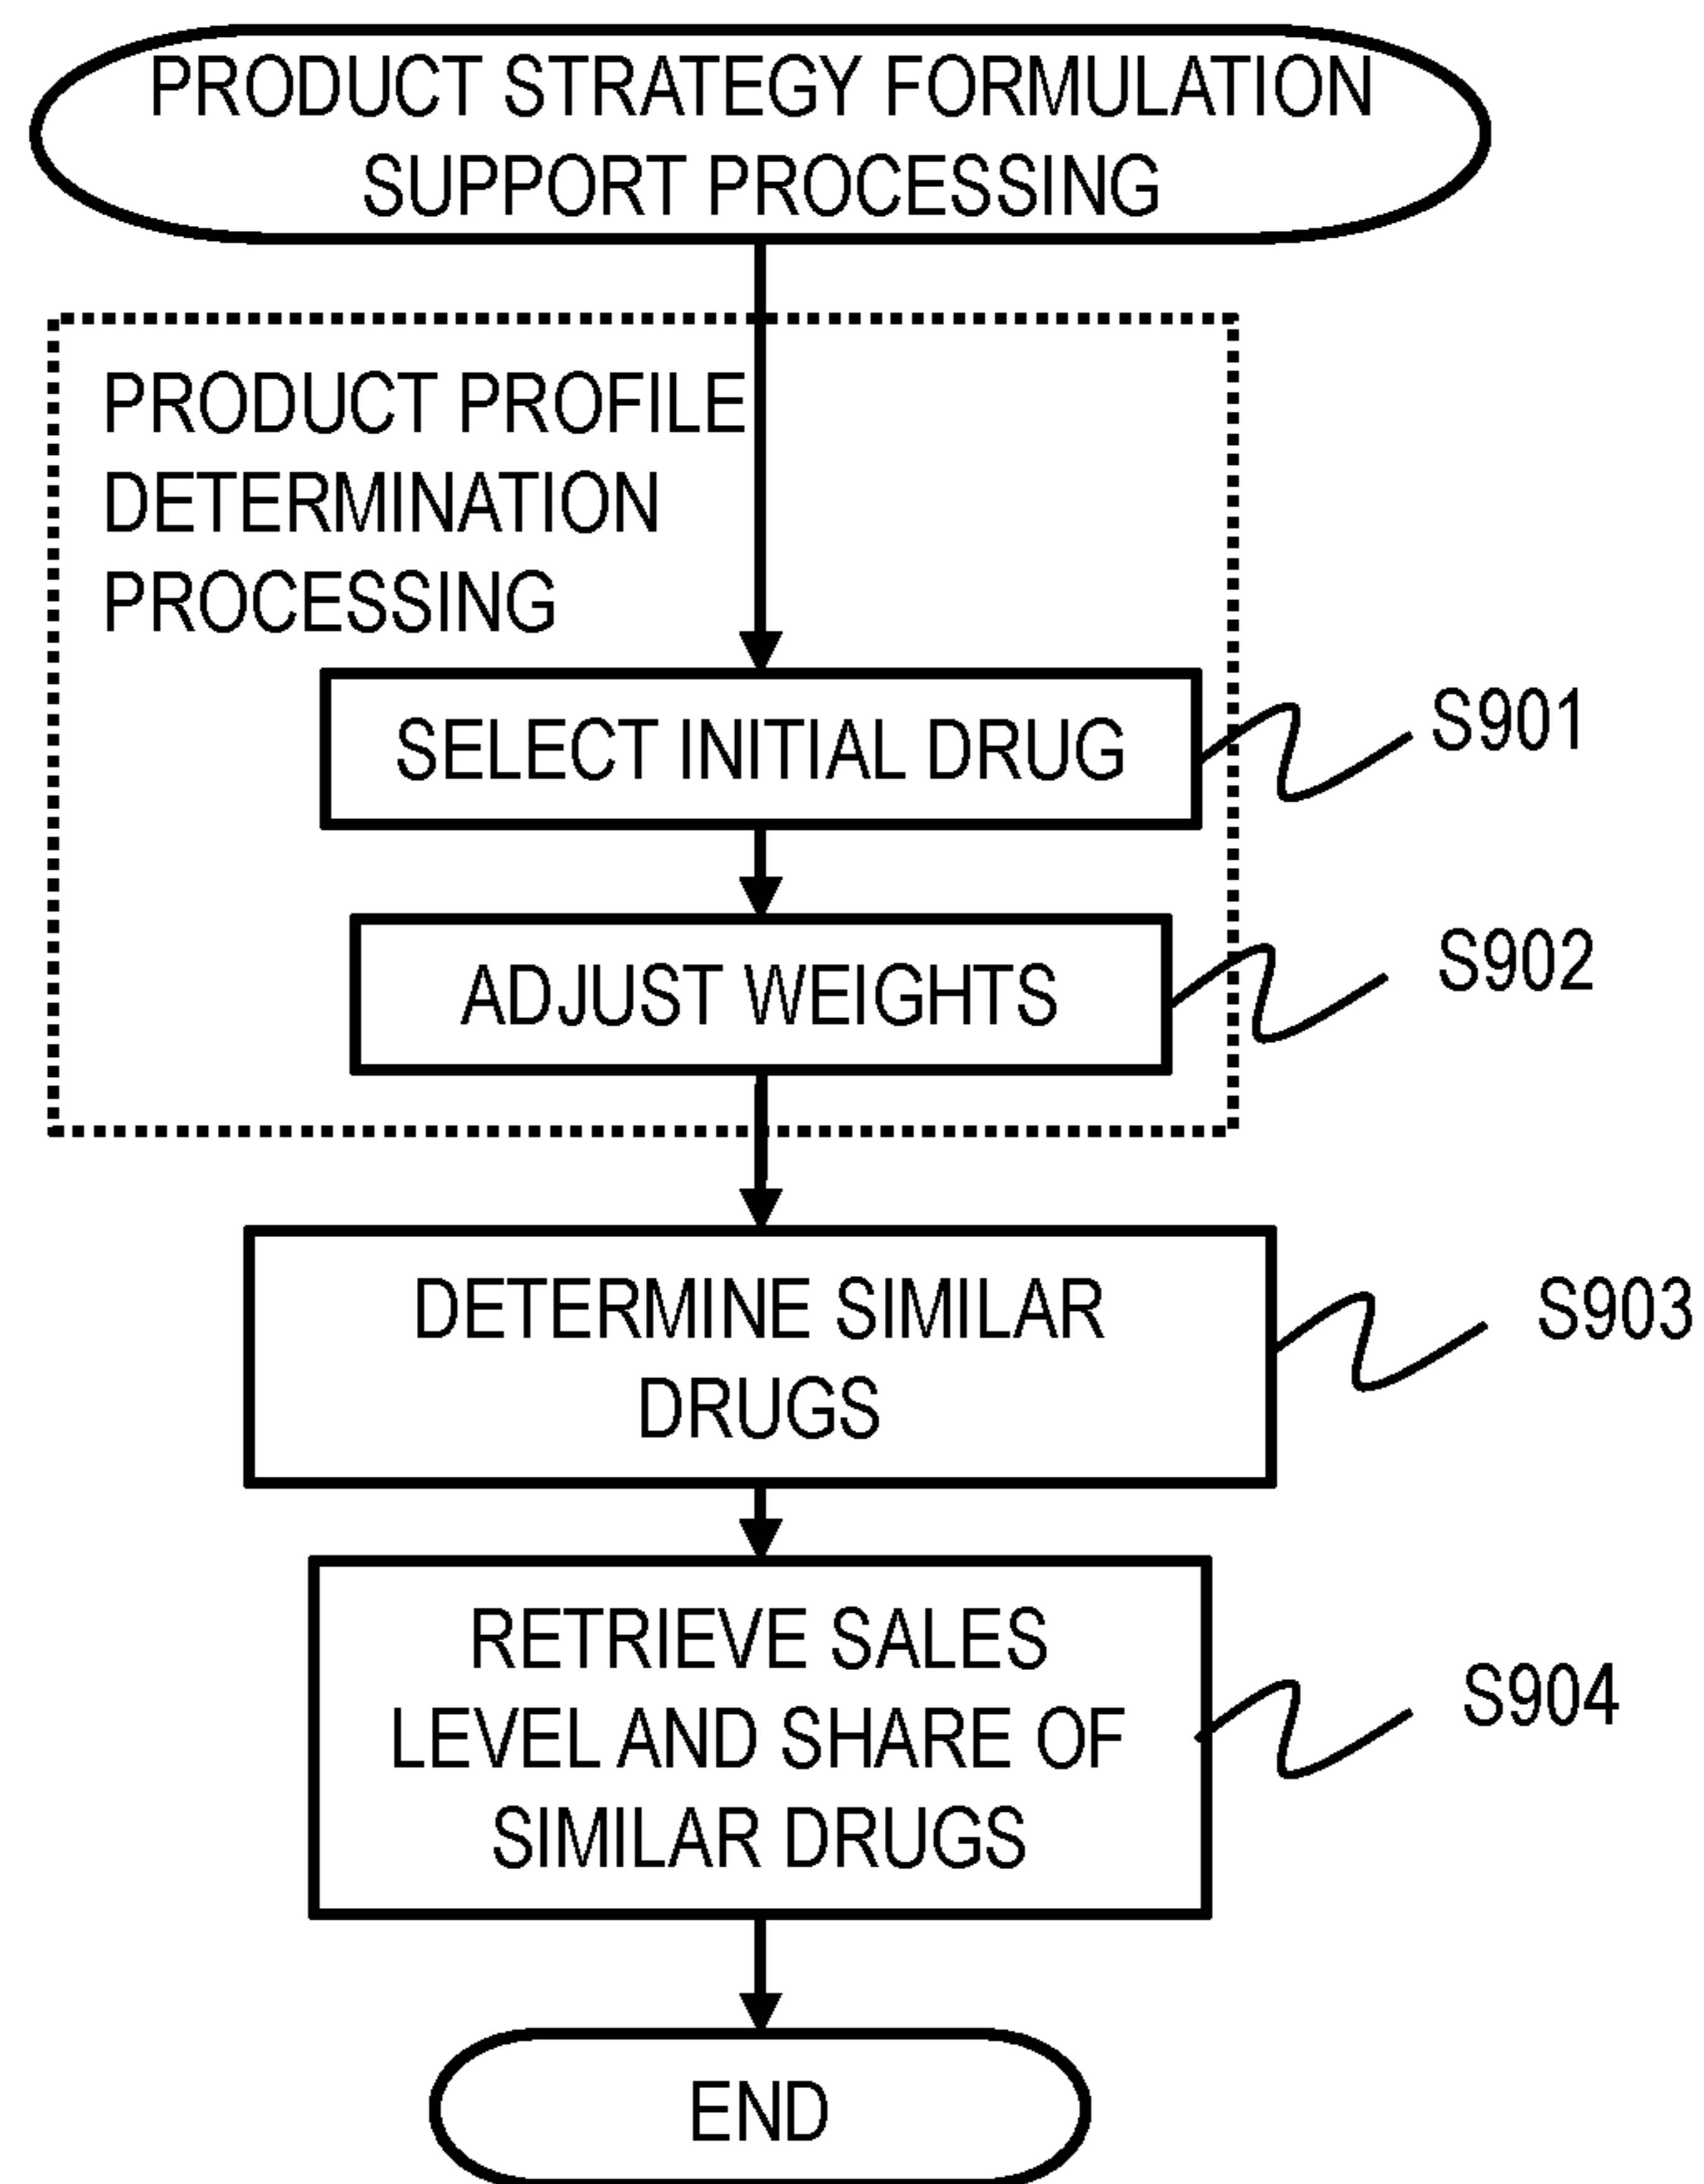 PRODUCT STRATEGY FORMULATION
SUPPORT PROCESSING
PRODUCT PROFILE
DETERMINATION
PROCESSING
SELECT INITIAL DRUG
S901
ADJUST WEIGHTS
S902
DETERMINE SIMILAR
DRUGS
S903
RETRIEVE SALES
LEVEL AND SHARE OF
SIMILAR DRUGS
S904
END